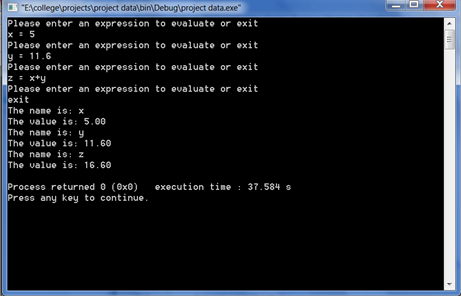 "E:\college\projects\project data\bin\Debug\project data.exe"
Please enter an expression to evaluate or exit
x = 5
Please enter an expression to evaluate or exit
y = 11.6
Please enter an expression to evaluate or exit
z = x*y
Please enter an expression to evaluate or exit
exit
The name is: x
The value is: 5.00
The name is: y
The value is: 11.60
The name is: z
The value is: 16.60
Process returned 0 (0x0) execution time : 37.584 s
Press any key to continue.